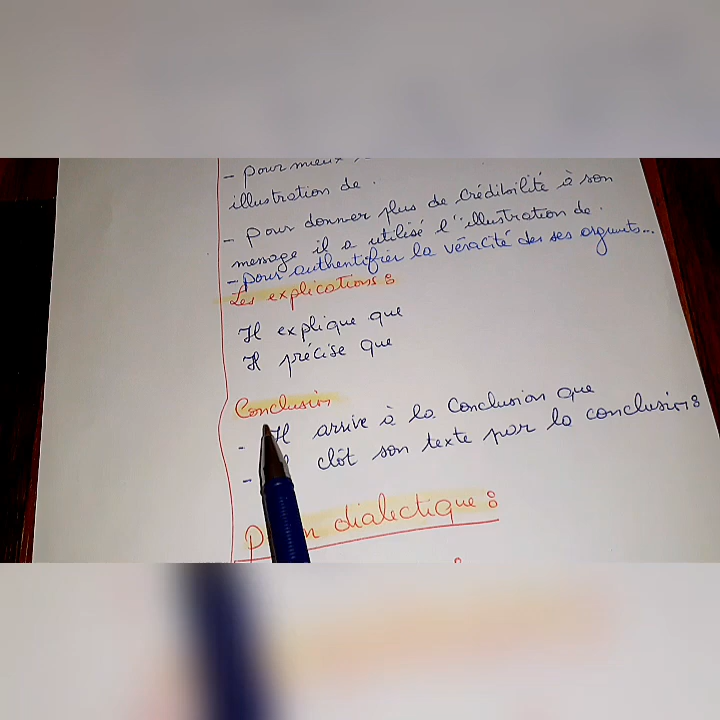 - pour mieux
illustration de .
- pour donner plus de crédibilité à son
message il a utilisé l'illustration de .
- pour authentifier la véracité des ses arguments...
Les explications :
Il explique que
Il précise que
Conclusion
- Il arrive à la Conclusion que
- clôt son texte par la conclusion :
dialectique :